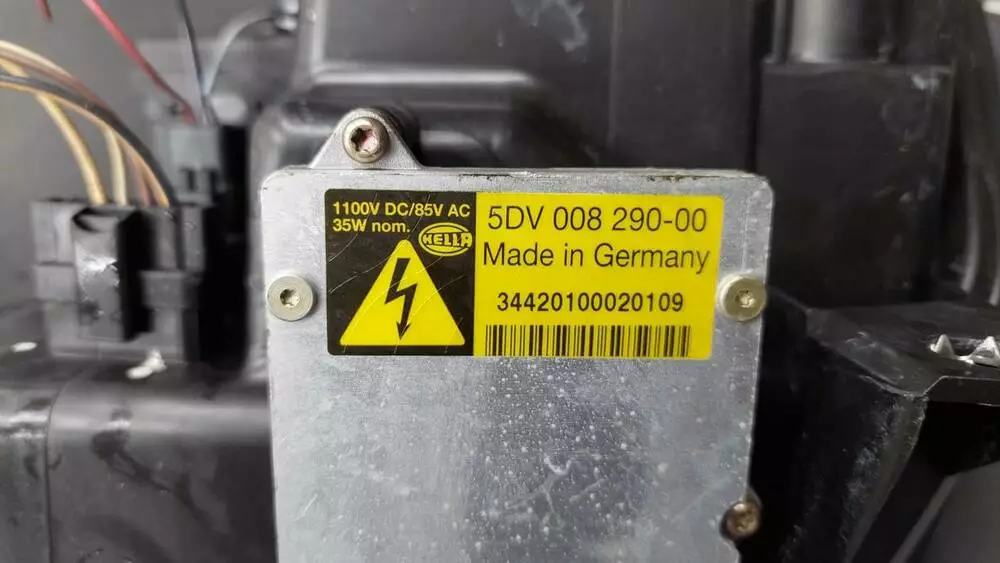 1100V DC/85V AC
35W nom.
HELLA
5DV 008 290-00
Made in Germany
34420100020109